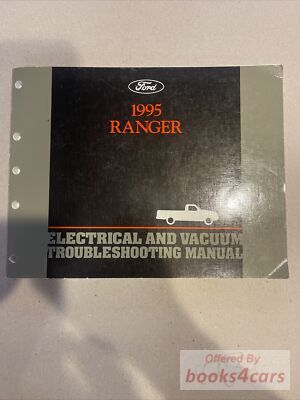 Ford
1995
RANGER
ELECTRICAL AND VACUUM
TROUBLESHOOTING MANUAL
Offered By
books4cars